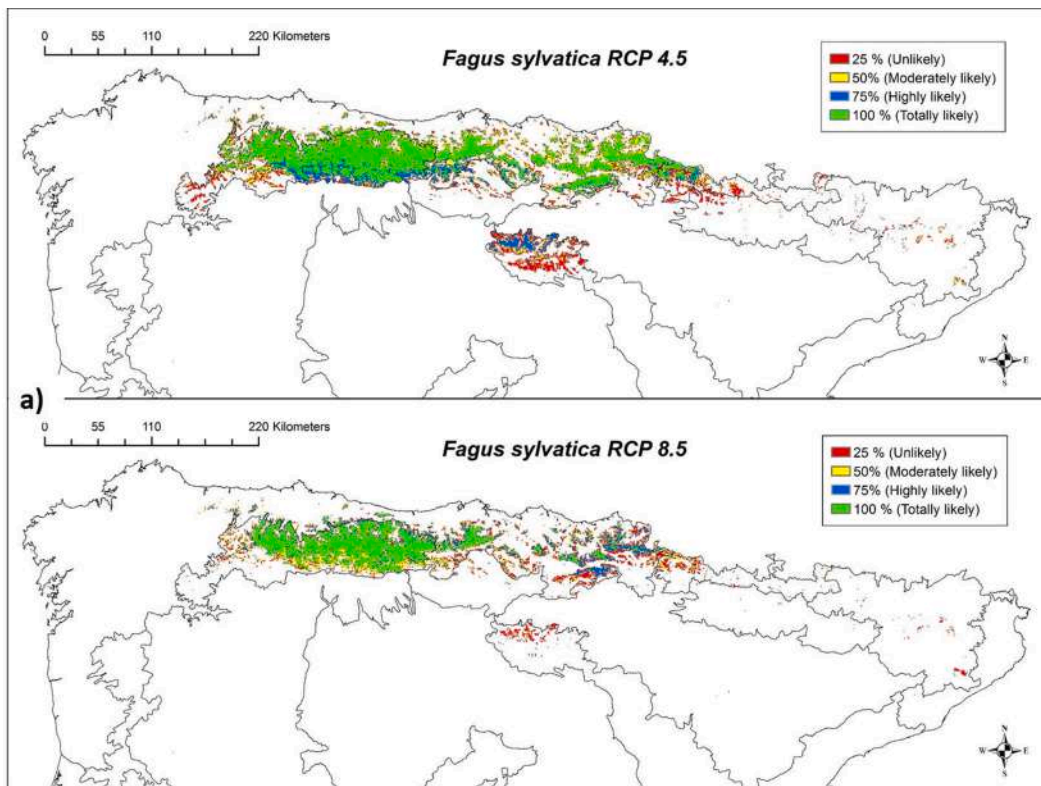 0 55 110 220 Kilometers
Fagus sylvatica RCP 4.5
25 % (Unlikely)
50% (Moderately likely)
75% (Highly likely)
100 % (Totally likely)
N
W E
S
a)
0 55 110 220 Kilometers
Fagus sylvatica RCP 8.5
25 % (Unlikely)
50% (Moderately likely)
75% (Highly likely)
100 % (Totally likely)
N
W E
S